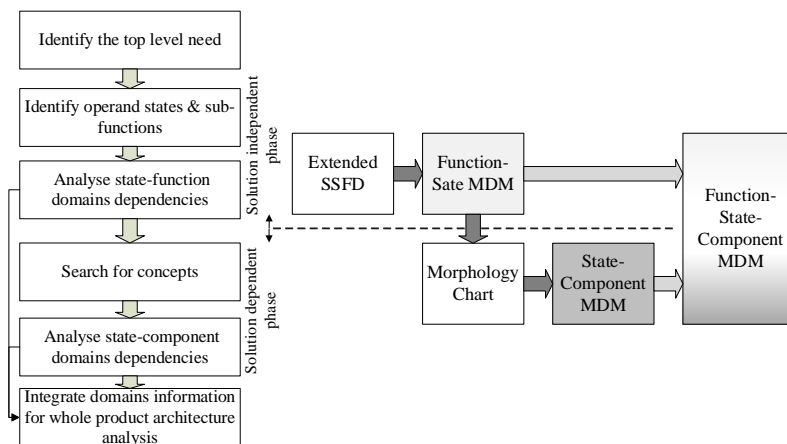 Identify the top level need
Identify operand states & sub-
functions
Analyse state-function
domains dependencies
Search for concepts
Analyse state-component
domains dependencies
Integrate domains information
for whole product architecture
analysis
Solution independent
phase
Solution dependent
phase
Extended
SSFD
Function-
Sate MDM
Morphology
Chart
State-
Component
MDM
Function-
State-
Component
MDM